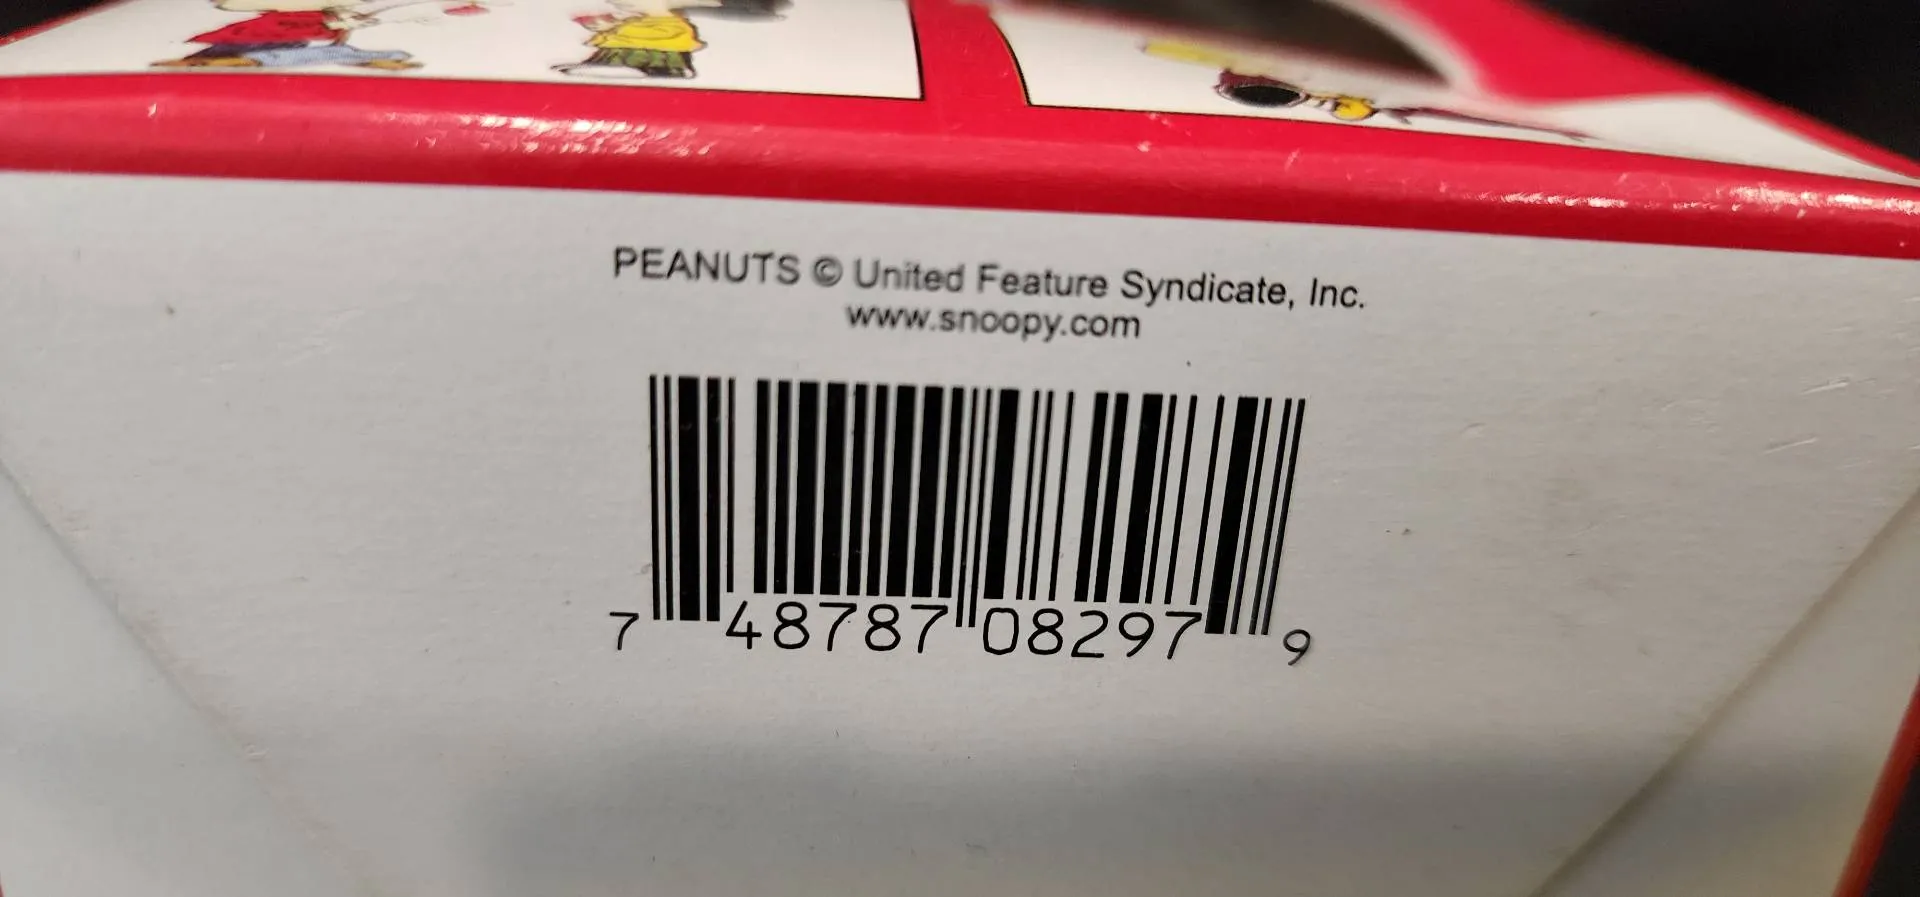 PEANUTS © United Feature Syndicate, Inc.
www.snoopy.com
7 48787 08297 9